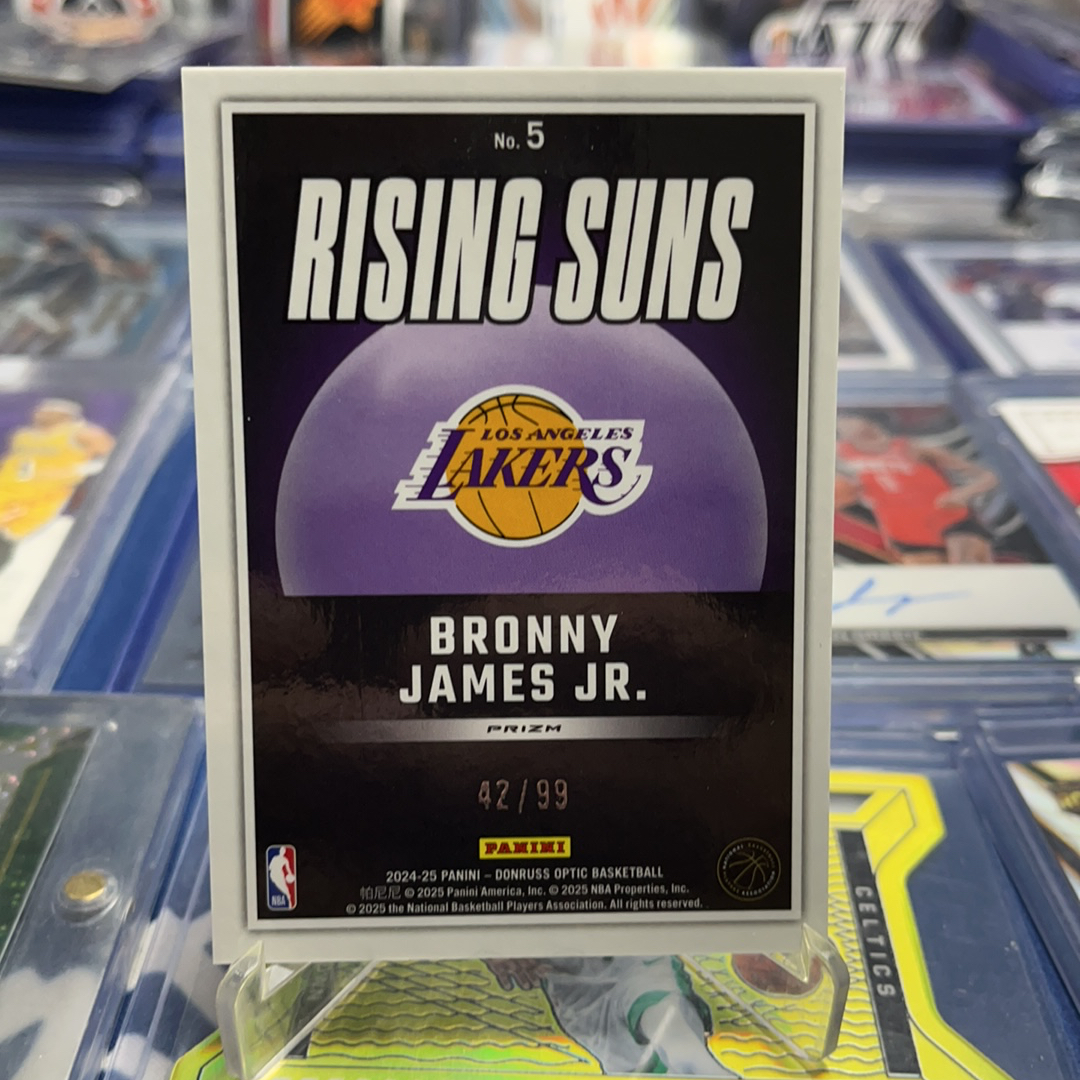 No. 5
RISING SUNS
LOS ANGELES
LAKERS
BRONNY
JAMES JR.
PRIZM
42/99
PANINI
2024-25 PANINI – DONRUSS OPTIC BASKETBALL
帕尼尼 © 2025 Panini America, Inc. © 2025 NBA Properties, Inc.
© 2025 the National Basketball Players Association. All rights reserved.
NBA
CELTICS